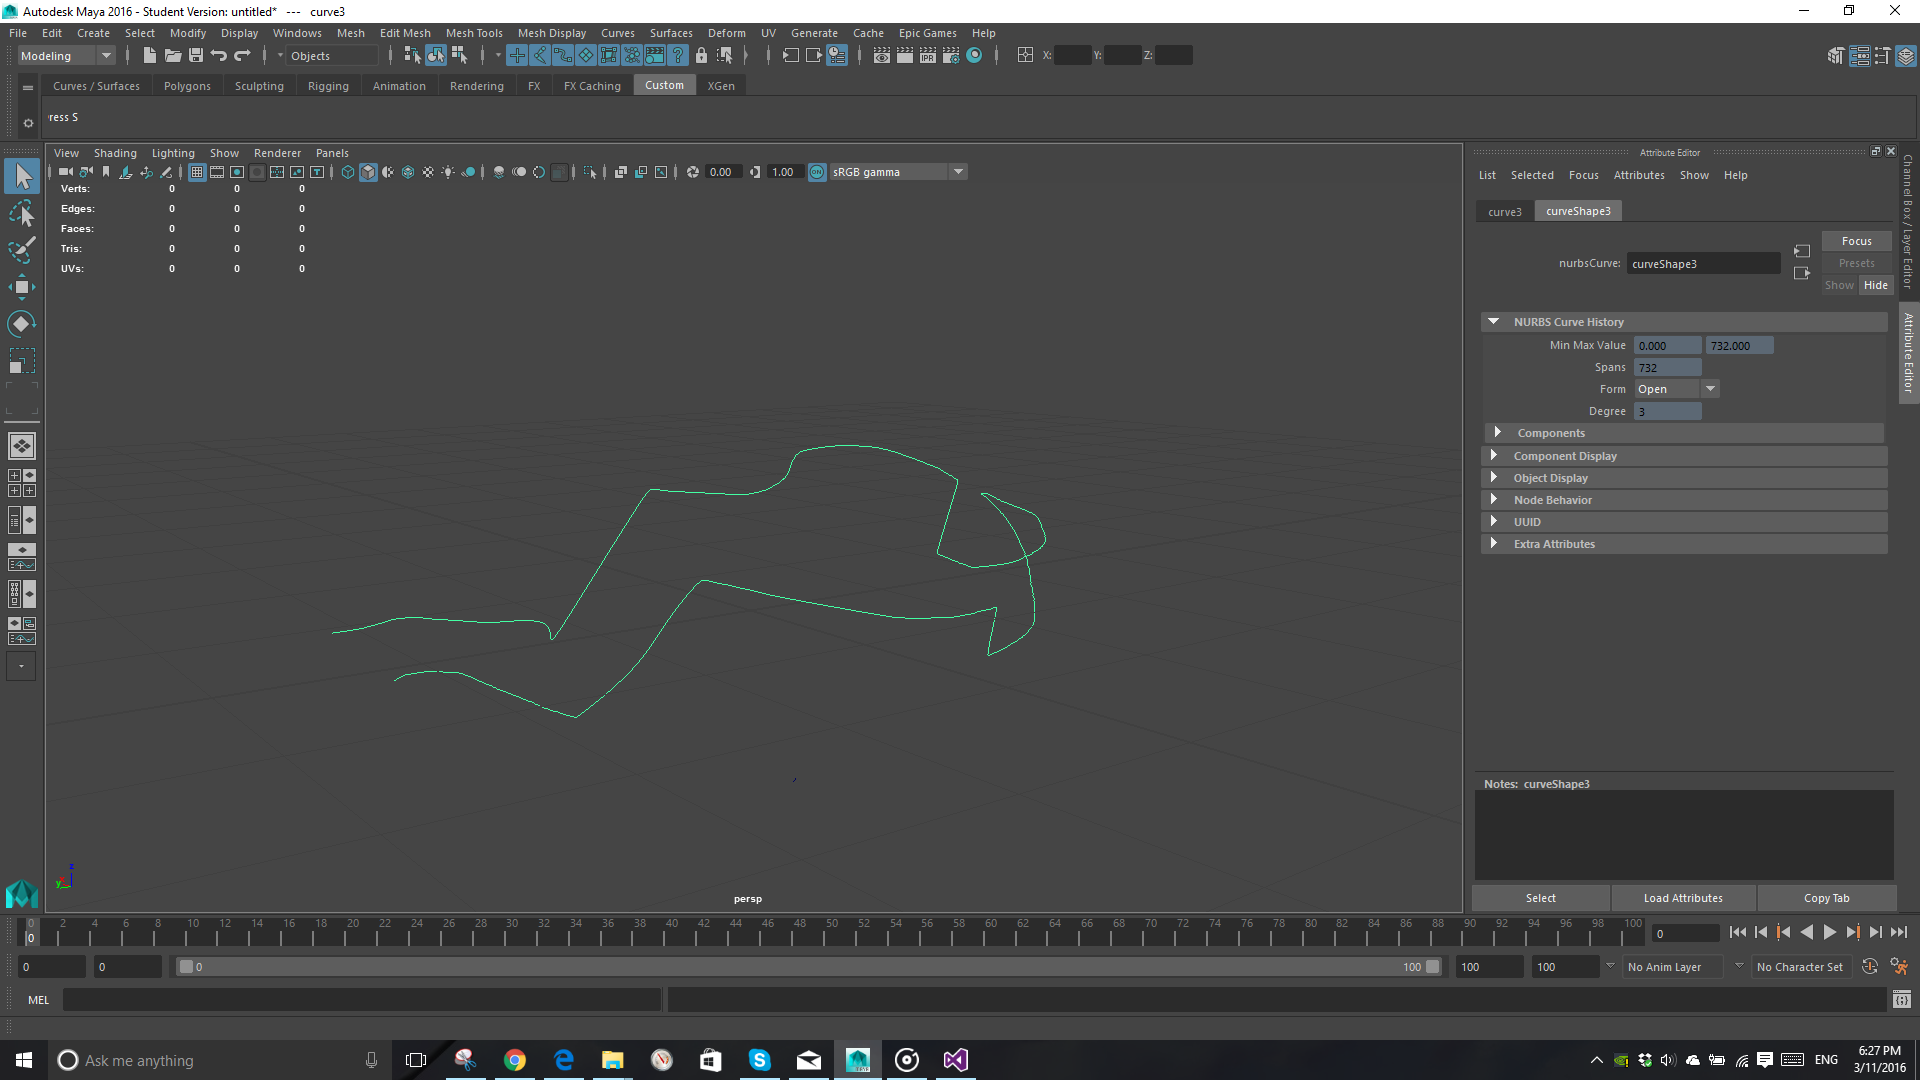 Autodesk Maya 2016 - Student Version: untitled* --- curve3
File Edit Create Select Modify Display Windows Mesh Edit Mesh Mesh Tools Mesh Display Curves Surfaces Deform UV Generate Cache Epic Games Help
Modeling Objects IPR X: Y: Z:
Curves / Surfaces Polygons Sculpting Rigging Animation Rendering FX FX Caching Custom XGen
ress S
View Shading Lighting Show Renderer Panels
0.00 1.00 ON sRGB gamma
Verts: 0 0 0
Edges: 0 0 0
Faces: 0 0 0
Tris: 0 0 0
UVs: 0 0 0
persp
z
y
Attribute Editor
List Selected Focus Attributes Show Help
curve3 curveShape3
Focus
nurbsCurve: curveShape3
Presets
Show Hide
NURBS Curve History
Min Max Value 0.000 732.000
Spans 732
Form Open
Degree 3
Components
Component Display
Object Display
Node Behavior
UUID
Extra Attributes
Notes: curveShape3
Select Load Attributes Copy Tab
Channel Box / Layer Editor
Attribute Editor
0 2 4 6 8 10 12 14 16 18 20 22 24 26 28 30 32 34 36 38 40 42 44 46 48 50 52 54 56 58 60 62 64 66 68 70 72 74 76 78 80 82 84 86 88 90 92 94 96 98 100
0 0
0 0 0 100 100 100 No Anim Layer No Character Set
MEL
Ask me anything
ENG
6:27 PM
3/11/2016